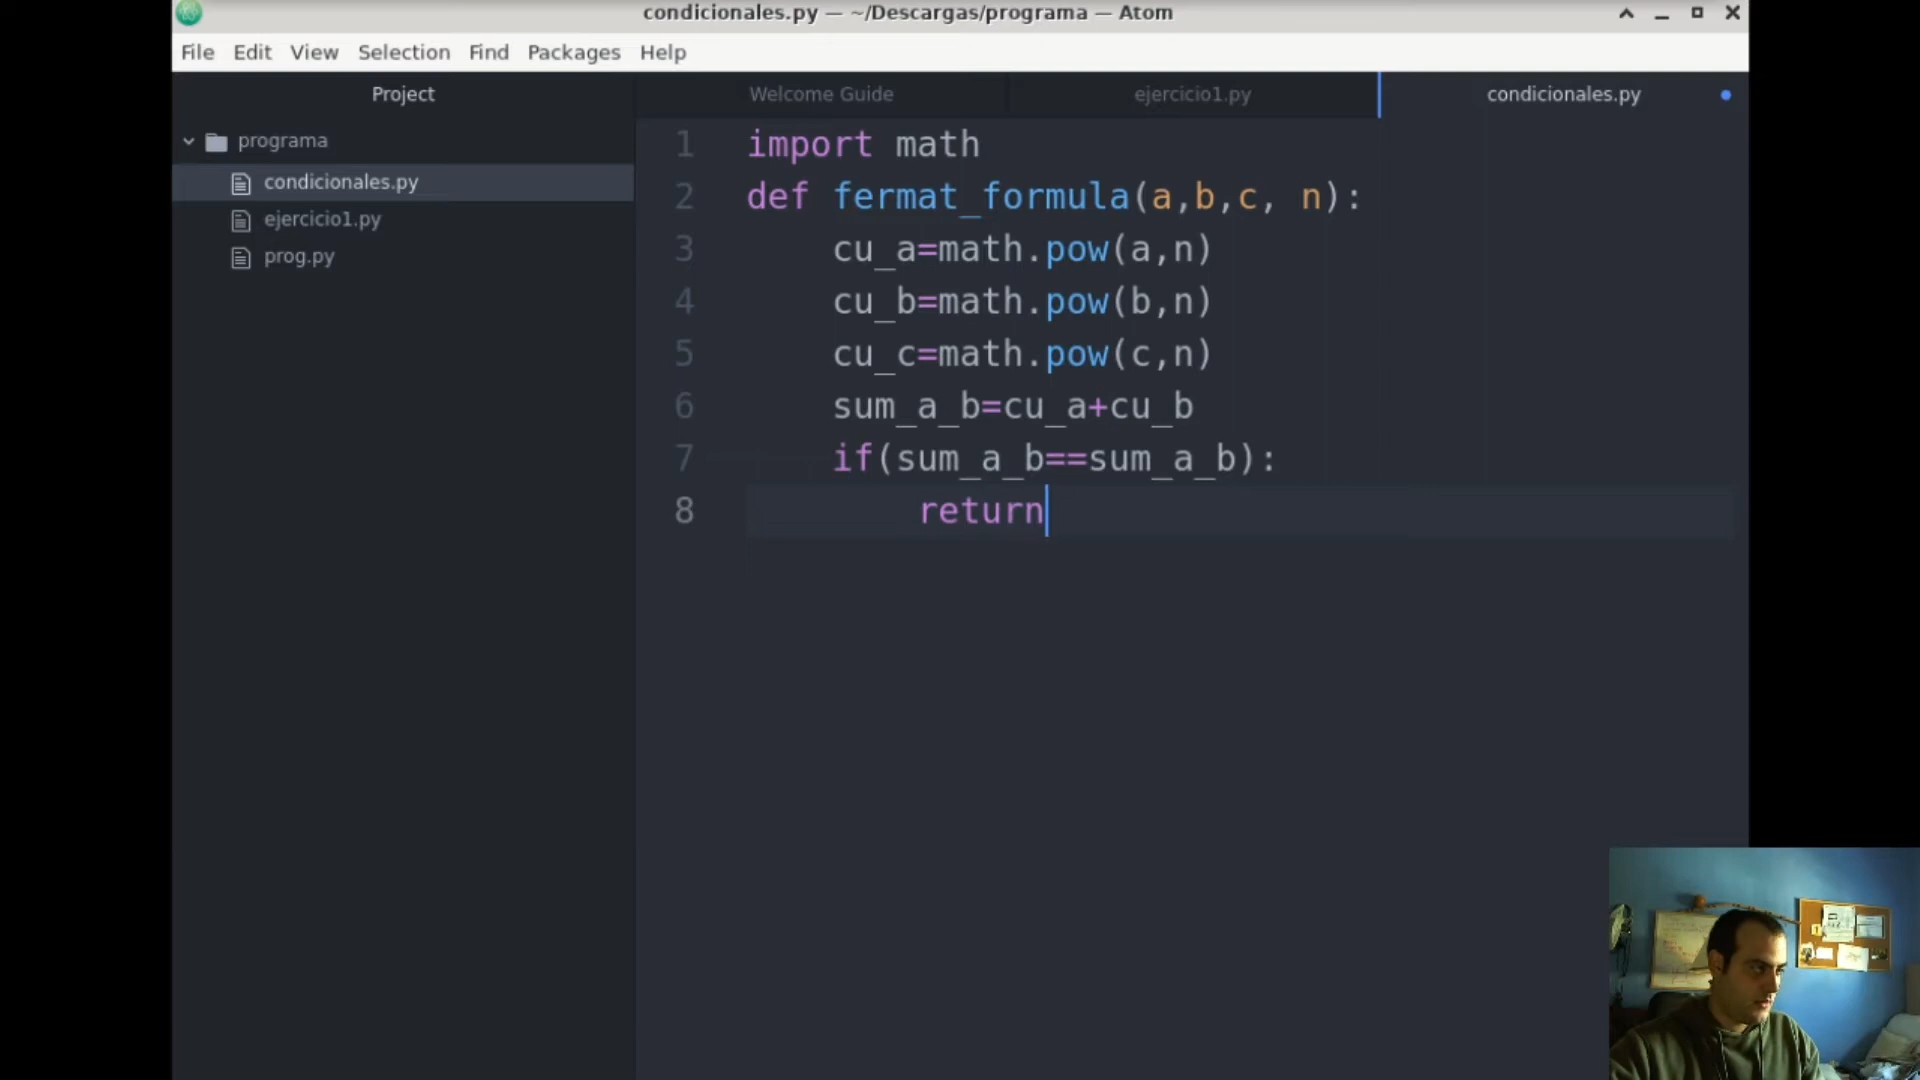 condicionales.py — ~/Descargas/programa — Atom
File Edit View Selection Find Packages Help
Project
programa
condicionales.py
ejercicio1.py
prog.py
Welcome Guide
ejercicio1.py
condicionales.py
1 import math
2 def fermat_formula(a,b,c, n):
3 cu_a=math.pow(a,n)
4 cu_b=math.pow(b,n)
5 cu_c=math.pow(c,n)
6 sum_a_b=cu_a+cu_b
7 if(sum_a_b==sum_a_b):
8 return